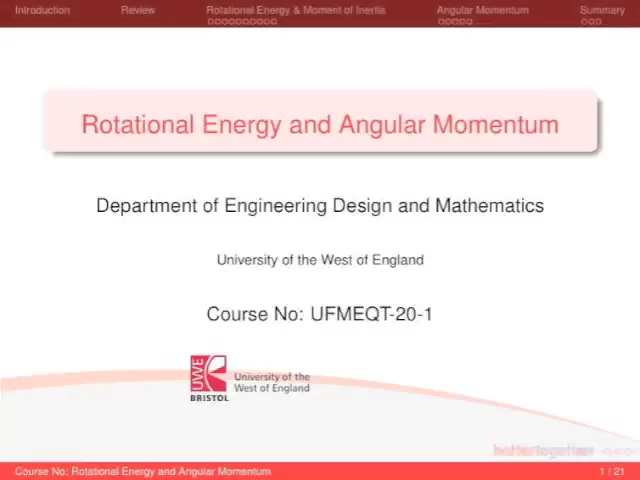 Introduction Review Rotational Energy & Moment of Inertia Angular Momentum Summary
Rotational Energy and Angular Momentum
Department of Engineering Design and Mathematics
University of the West of England
Course No: UFMEQT-20-1
UWE
BRISTOL
University of the
West of England
bettertogether
Course No: Rotational Energy and Angular Momentum 1 / 21